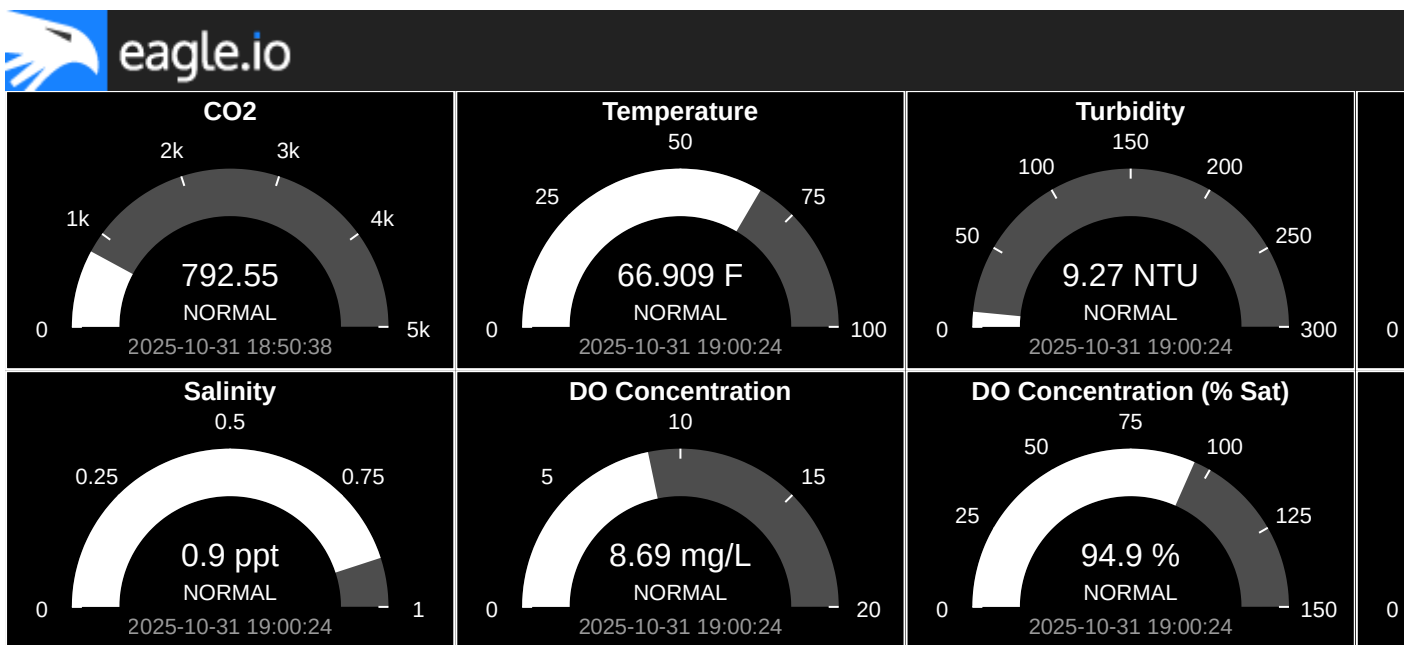 eagle.io
CO2
2k
3k
1k
4k
792.55
NORMAL
0
5k
2025-10-31 18:50:38
Temperature
50
25
75
66.909 F
NORMAL
0
100
2025-10-31 19:00:24
Turbidity
150
100
200
50
250
9.27 NTU
NORMAL
0
300
2025-10-31 19:00:24
0
Salinity
0.5
0.25
0.75
0.9 ppt
NORMAL
0
1
2025-10-31 19:00:24
DO Concentration
10
5
15
8.69 mg/L
NORMAL
0
20
2025-10-31 19:00:24
DO Concentration (% Sat)
75
50
100
25
125
94.9 %
NORMAL
0
150
2025-10-31 19:00:24
0